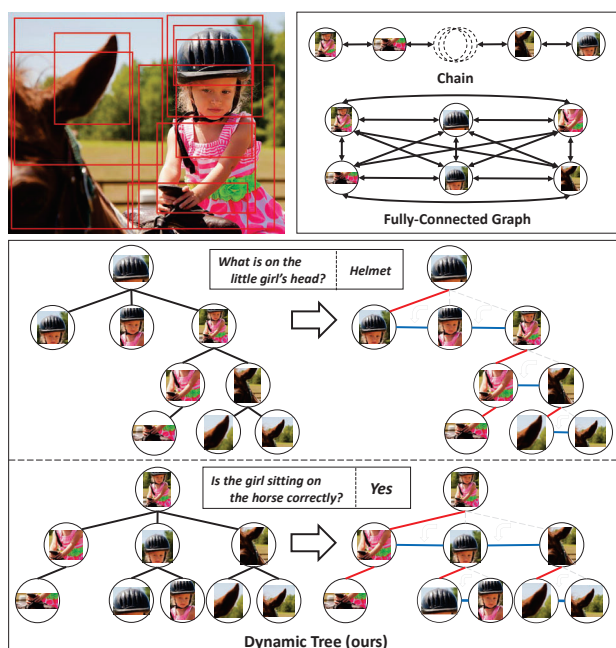 Chain
Fully-Connected Graph
What is on the
little girl's head?
Helmet
Is the girl sitting on
the horse correctly?
Yes
Dynamic Tree (ours)